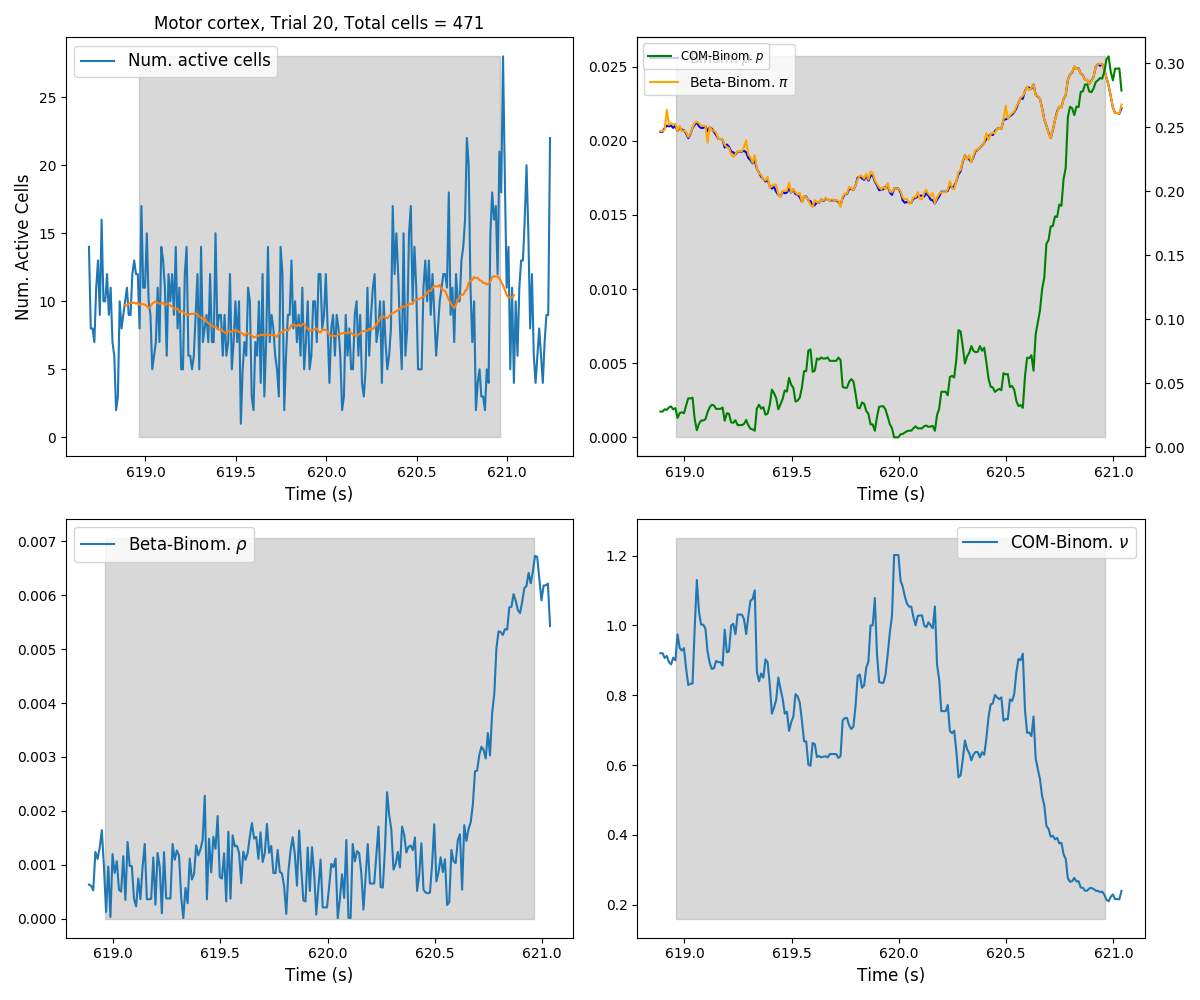 Motor cortex, Trial 20, Total cells = 471
Num. active cells
Num. Active Cells
25
20
15
10
5
0
619.0 619.5 620.0 620.5 621.0
Time (s)
COM-Binom. p
Beta-Binom. π
0.025
0.020
0.015
0.010
0.005
0.000
0.30
0.25
0.20
0.15
0.10
0.05
0.00
619.0 619.5 620.0 620.5 621.0
Time (s)
Beta-Binom. ρ
0.007
0.006
0.005
0.004
0.003
0.002
0.001
0.000
619.0 619.5 620.0 620.5 621.0
Time (s)
COM-Binom. ν
1.2
1.0
0.8
0.6
0.4
0.2
619.0 619.5 620.0 620.5 621.0
Time (s)